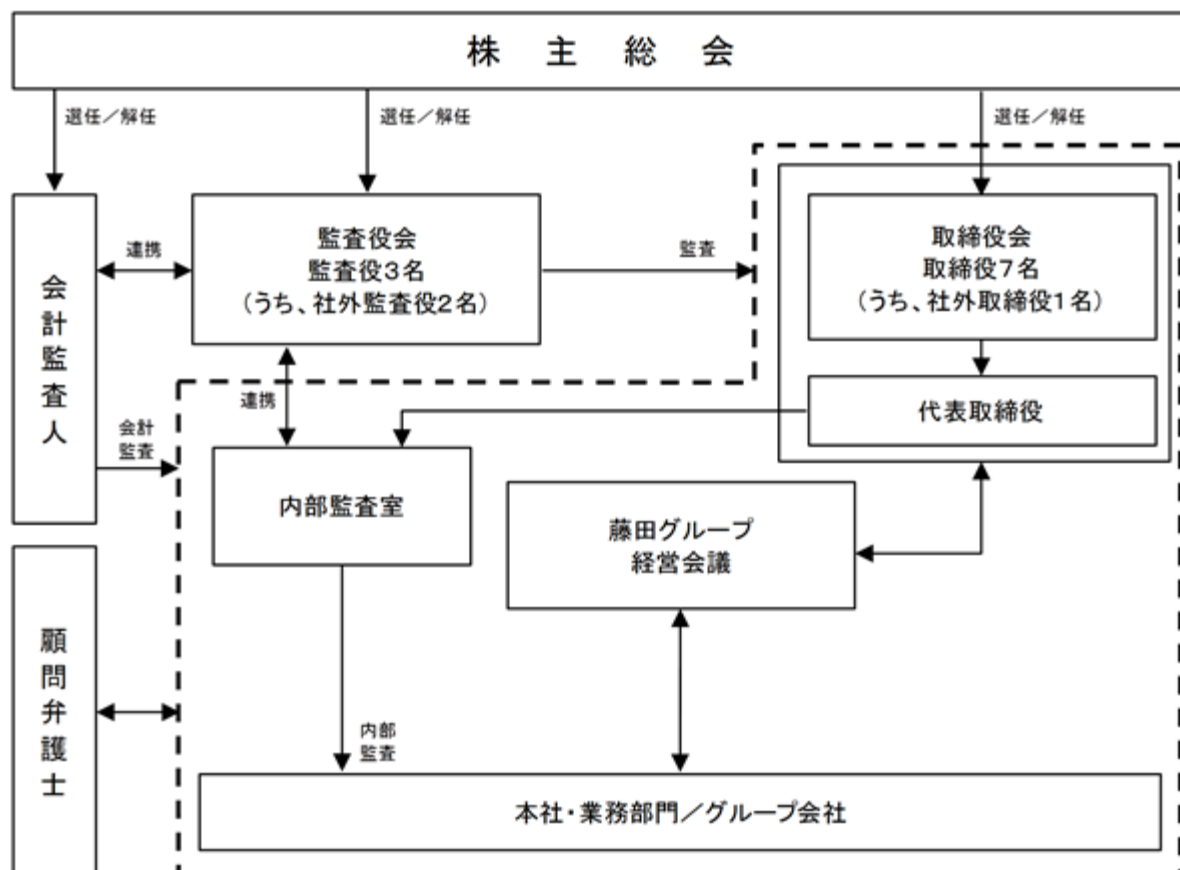 株主総会
選任／解任
選任／解任
選任／解任
会計監査人
連携
監査役会
監査役3名
（うち、社外監査役2名）
監査
取締役会
取締役7名
（うち、社外取締役1名）
代表取締役
連携
会計
監査
内部監査室
藤田グループ
経営会議
顧問弁護士
内部
監査
本社・業務部門／グループ会社